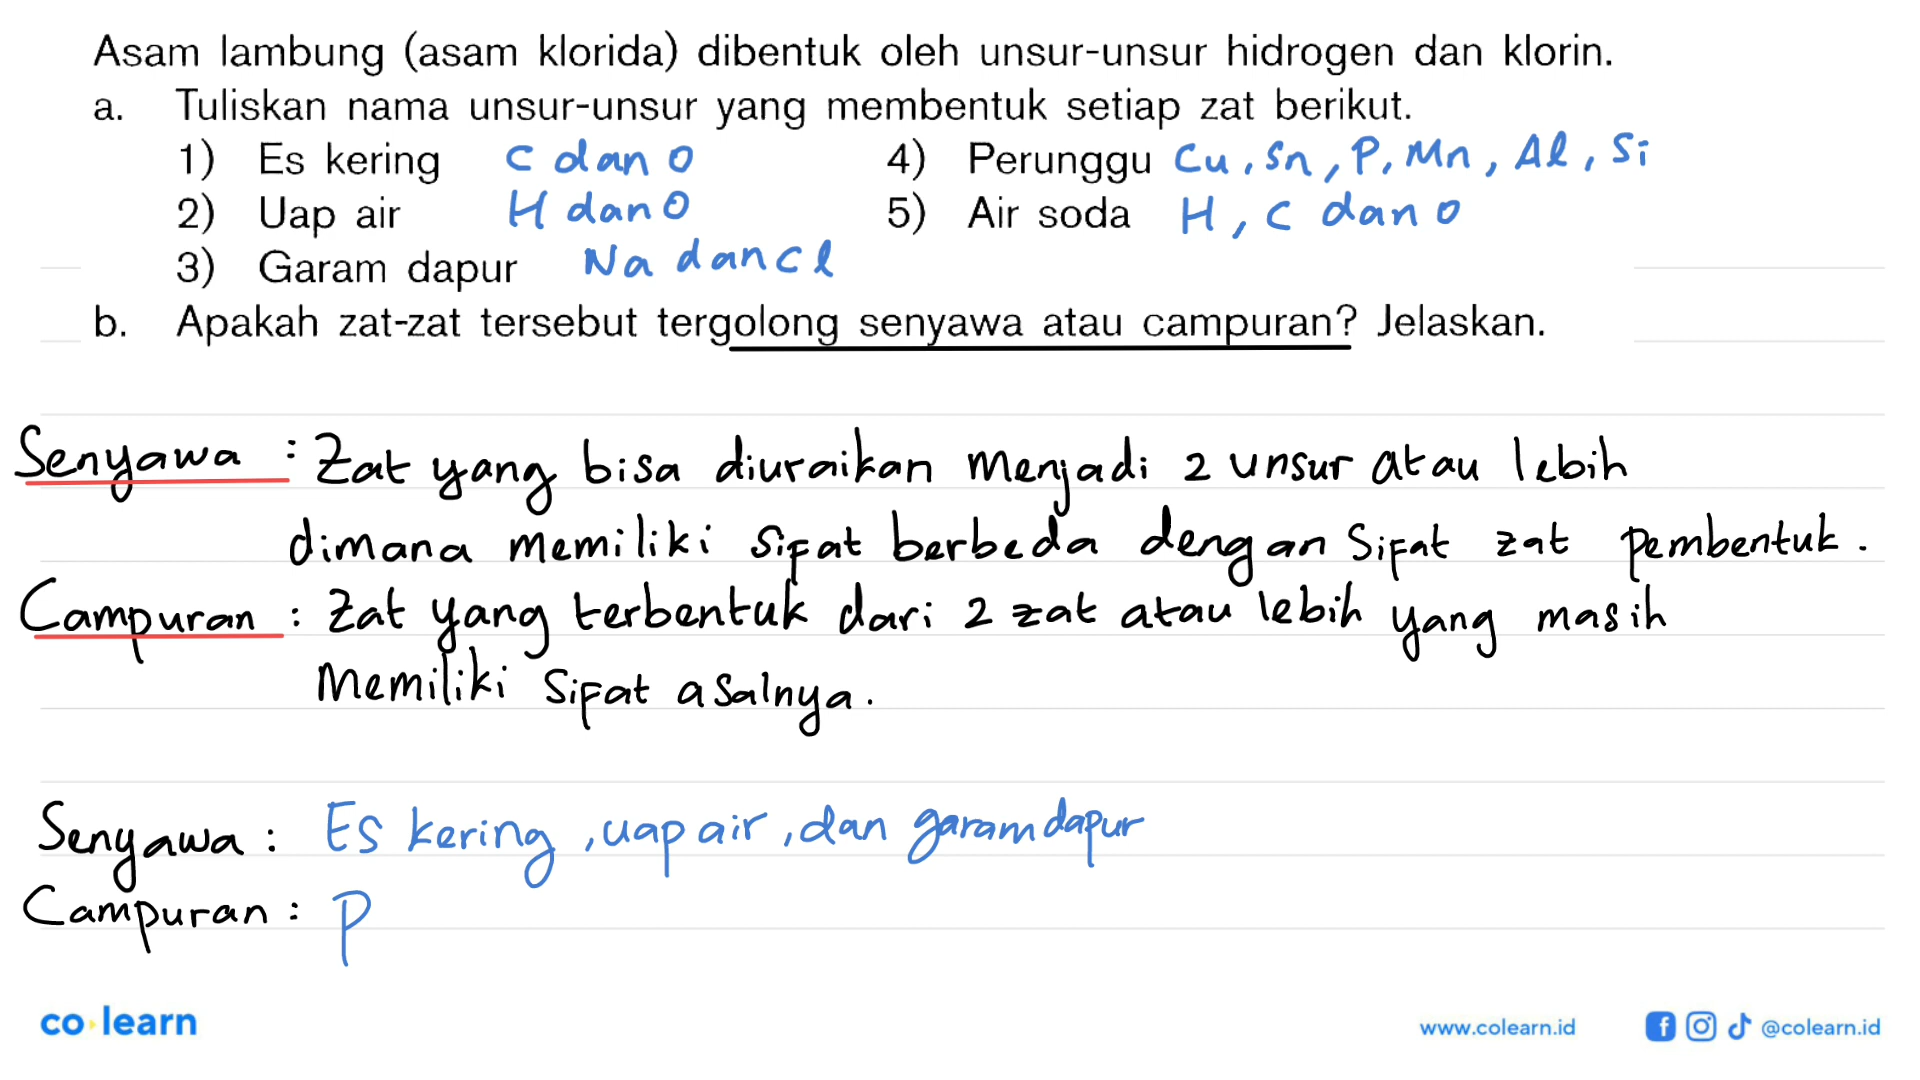 Asam lambung (asam klorida) dibentuk oleh unsur-unsur hidrogen dan klorin.
a. Tuliskan nama unsur-unsur yang membentuk setiap zat berikut.
1) Es kering C dan O 4) Perunggu Cu, Sn, P, Mn, Al, Si
2) Uap air H dan O 5) Air soda H, C dan O
3) Garam dapur Na dan Cl
b. Apakah zat-zat tersebut tergolong senyawa atau campuran? Jelaskan.
Senyawa : Zat yang bisa diuraikan menjadi 2 unsur atau lebih
dimana memiliki sifat berbeda dengan sifat zat pembentuk.
Campuran : Zat yang terbentuk dari 2 zat atau lebih yang masih
memiliki sifat asalnya.
Senyawa : Es kering, uap air, dan garam dapur
Campuran : P
co learn www.colearn.id @colearn.id